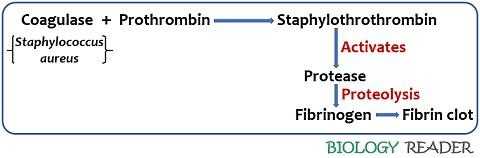 Coagulase + Prothrombin Staphylothrothrombin
Staphylococcus
aureus
Activates
Protease
Proteolysis
Fibrinogen Fibrin clot
BIOLOGY READER